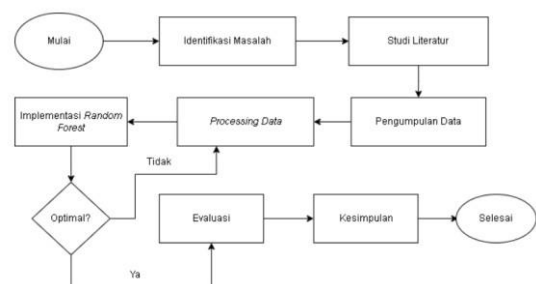 Mulai
Identifikasi Masalah
Studi Literatur
Pengumpulan Data
Processing Data
Implementasi Random
Forest
Tidak
Optimal?
Ya
Evaluasi
Kesimpulan
Selesai